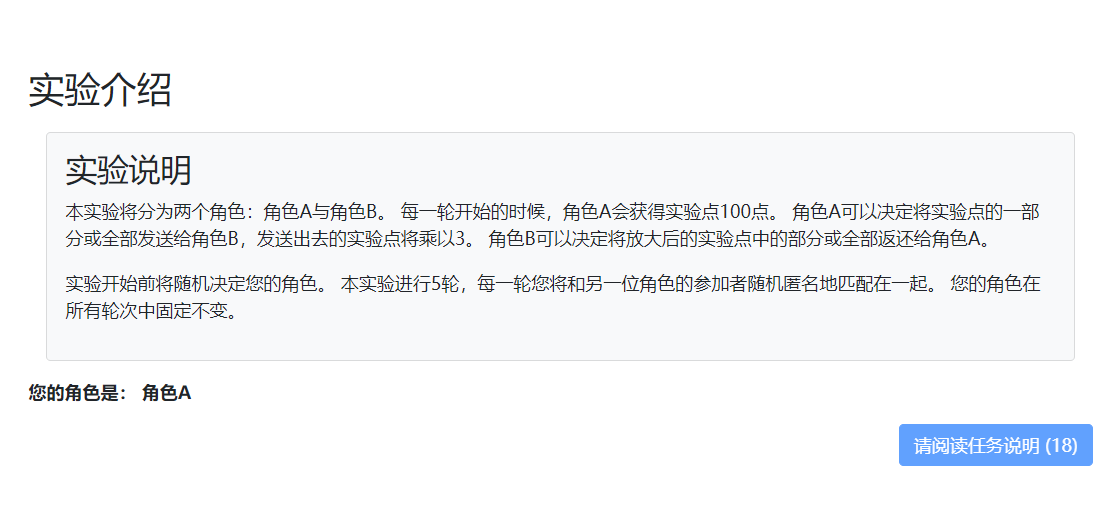 实验介绍
实验说明
本实验将分为两个角色：角色A与角色B。 每一轮开始的时候，角色A会获得实验点100点。 角色A可以决定将实验点的一部
分或全部发送给角色B，发送出去的实验点将乘以3。 角色B可以决定将放大后的实验点中的部分或全部返还给角色A。
实验开始前将随机决定您的角色。 本实验进行5轮，每一轮您将和另一位角色的参加者随机匿名地匹配在一起。 您的角色在
所有轮次中固定不变。
您的角色是： 角色A
请阅读任务说明 (18)